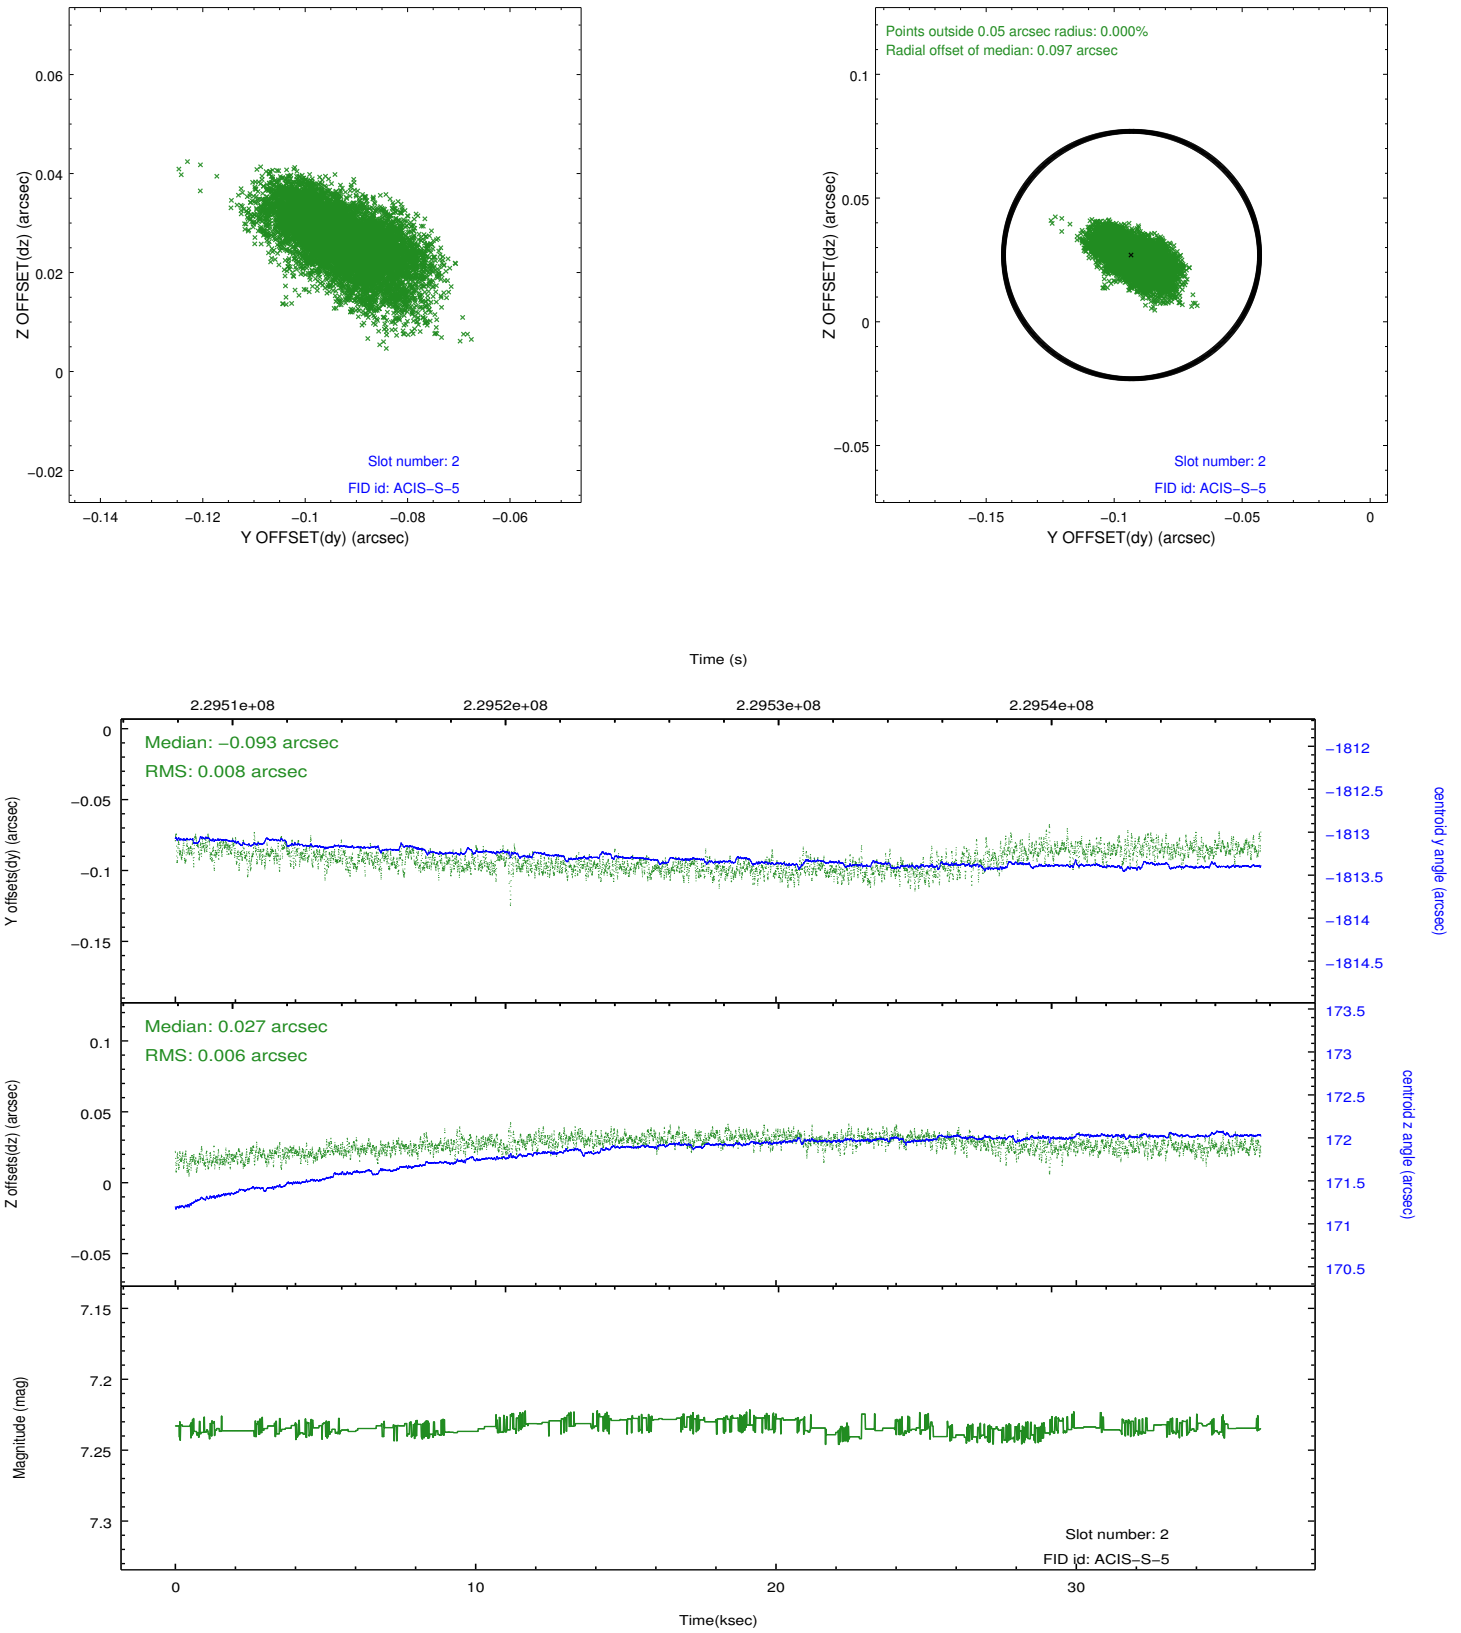 0.06
0.04
0.02
0
−0.02
Z OFFSET(dz) (arcsec)
Slot number: 2
FID id: ACIS−S−5
−0.14
−0.12
−0.1
−0.08
−0.06
Y OFFSET(dy) (arcsec)
Points outside 0.05 arcsec radius: 0.000%
Radial offset of median: 0.097 arcsec
0.1
0.05
0
−0.05
Z OFFSET(dz) (arcsec)
Slot number: 2
FID id: ACIS−S−5
−0.15
−0.1
−0.05
0
Y OFFSET(dy) (arcsec)
Time (s)
2.2951e+08
2.2952e+08
2.2953e+08
2.2954e+08
Median: −0.093 arcsec
RMS: 0.008 arcsec
0
−0.05
−0.1
−0.15
Y offsets(dy) (arcsec)
−1812
−1812.5
−1813
−1813.5
−1814
−1814.5
centroid y angle (arcsec)
Median: 0.027 arcsec
RMS: 0.006 arcsec
0.1
0.05
0
−0.05
Z offsets(dz) (arcsec)
173.5
173
172.5
172
171.5
171
170.5
centroid z angle (arcsec)
7.15
7.2
7.25
7.3
Magnitude (mag)
Slot number: 2
FID id: ACIS−S−5
0
10
20
30
Time(ksec)